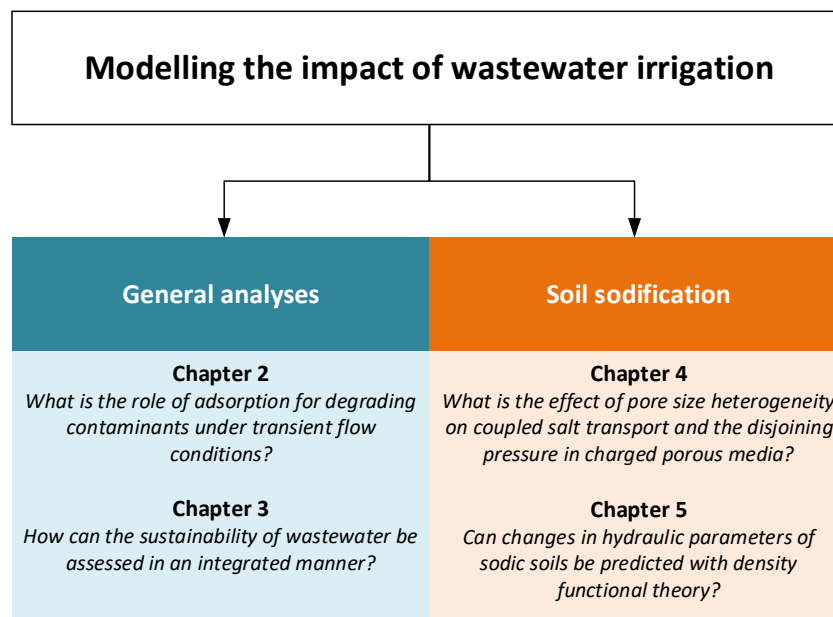 Modelling the impact of wastewater irrigation
General analyses
Soil sodification
Chapter 2
What is the role of adsorption for degrading
contaminants under transient flow
conditions?
Chapter 3
How can the sustainability of wastewater be
assessed in an integrated manner?
Chapter 4
What is the effect of pore size heterogeneity
on coupled salt transport and the disjoining
pressure in charged porous media?
Chapter 5
Can changes in hydraulic parameters of
sodic soils be predicted with density
functional theory?